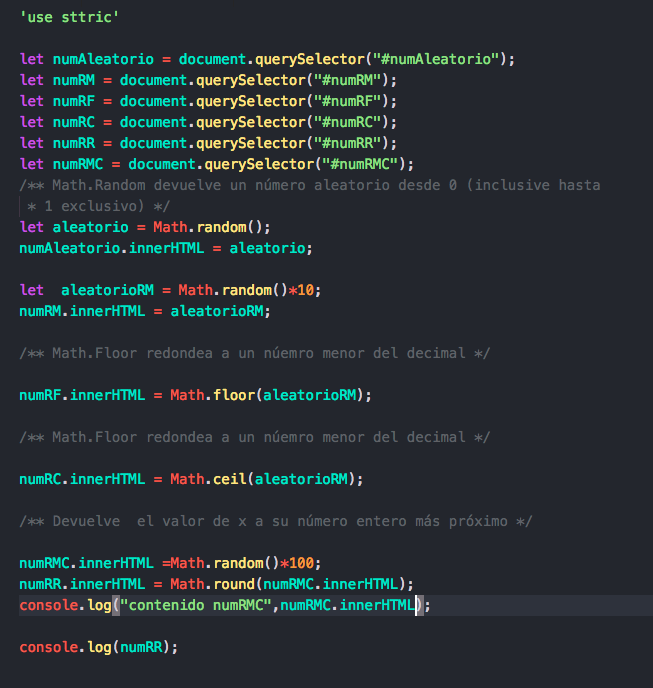 'use sttric'
let numAleatorio = document.querySelector("#numAleatorio");
let numRM = document.querySelector("#numRM");
let numRF = document.querySelector("#numRF");
let numRC = document.querySelector("#numRC");
let numRR = document.querySelector("#numRR");
let numRMC = document.querySelector("#numRMC");
/** Math.Random devuelve un número aleatorio desde 0 (inclusive hasta
* 1 exclusivo) */
let aleatorio = Math.random();
numAleatorio.innerHTML = aleatorio;
let  aleatorioRM = Math.random()*10;
numRM.innerHTML = aleatorioRM;
/** Math.Floor redondea a un núemro menor del decimal */
numRF.innerHTML = Math.floor(aleatorioRM);
/** Math.Floor redondea a un núemro menor del decimal */
numRC.innerHTML = Math.ceil(aleatorioRM);
/** Devuelve  el valor de x a su número entero más próximo */
numRMC.innerHTML =Math.random()*100;
numRR.innerHTML = Math.round(numRMC.innerHTML);
console.log("contenido numRMC",numRMC.innerHTML);
console.log(numRR);